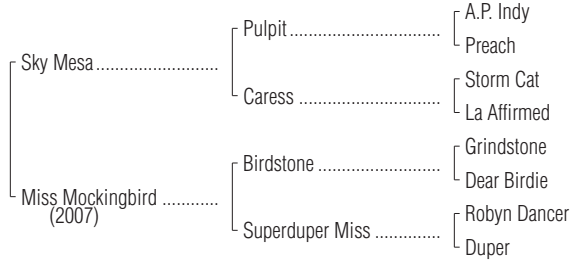 A.P. Indy
Pulpit
Preach
Sky Mesa
Storm Cat
Caress
La Affirmed
Grindstone
Birdstone
Dear Birdie
Miss Mockingbird
(2007)
Robyn Dancer
Superduper Miss
Duper